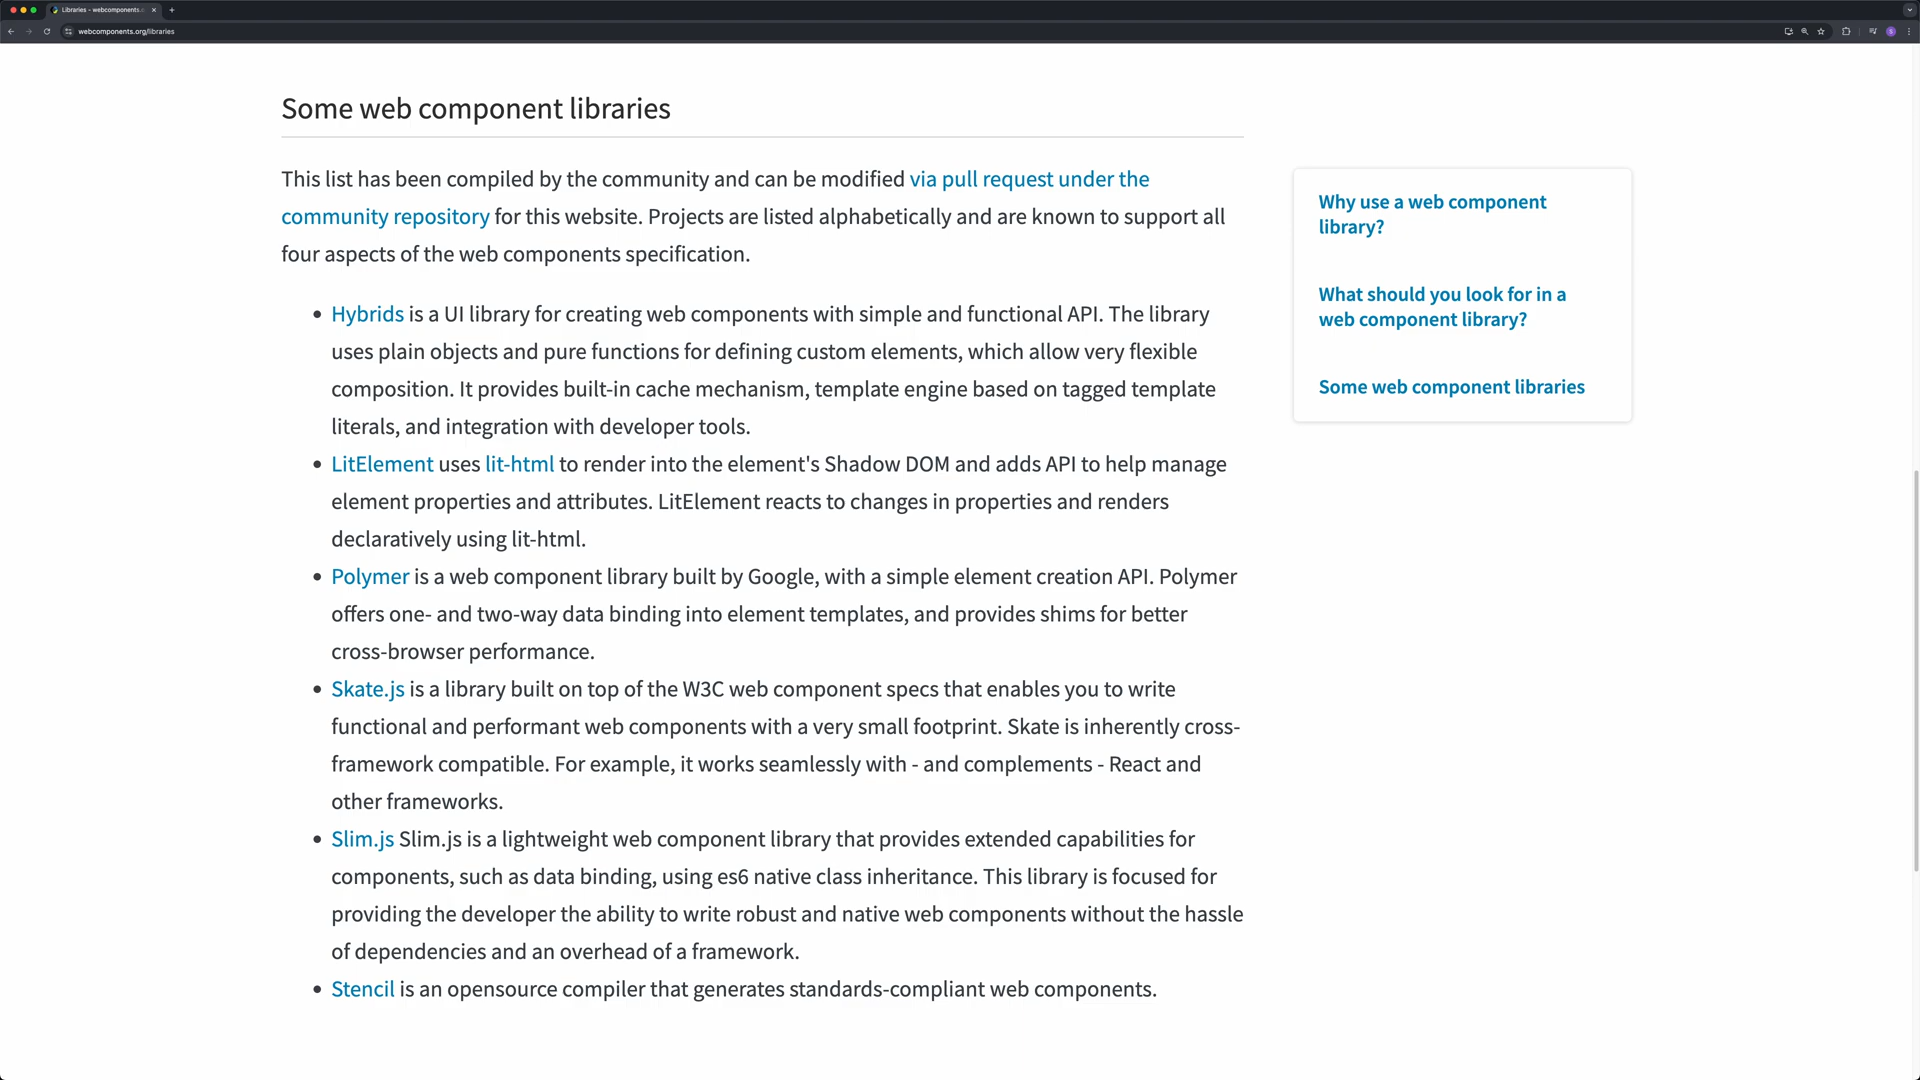 Libraries - webcomponents.o
webcomponents.org/libraries
Some web component libraries
This list has been compiled by the community and can be modified via pull request under the
community repository for this website. Projects are listed alphabetically and are known to support all
four aspects of the web components specification.
Hybrids is a UI library for creating web components with simple and functional API. The library
uses plain objects and pure functions for defining custom elements, which allow very flexible
composition. It provides built-in cache mechanism, template engine based on tagged template
literals, and integration with developer tools.
LitElement uses lit-html to render into the element's Shadow DOM and adds API to help manage
element properties and attributes. LitElement reacts to changes in properties and renders
declaratively using lit-html.
Polymer is a web component library built by Google, with a simple element creation API. Polymer
offers one- and two-way data binding into element templates, and provides shims for better
cross-browser performance.
Skate.js is a library built on top of the W3C web component specs that enables you to write
functional and performant web components with a very small footprint. Skate is inherently cross-
framework compatible. For example, it works seamlessly with - and complements - React and
other frameworks.
Slim.js Slim.js is a lightweight web component library that provides extended capabilities for
components, such as data binding, using es6 native class inheritance. This library is focused for
providing the developer the ability to write robust and native web components without the hassle
of dependencies and an overhead of a framework.
Stencil is an opensource compiler that generates standards-compliant web components.
Why use a web component
library?
What should you look for in a
web component library?
Some web component libraries